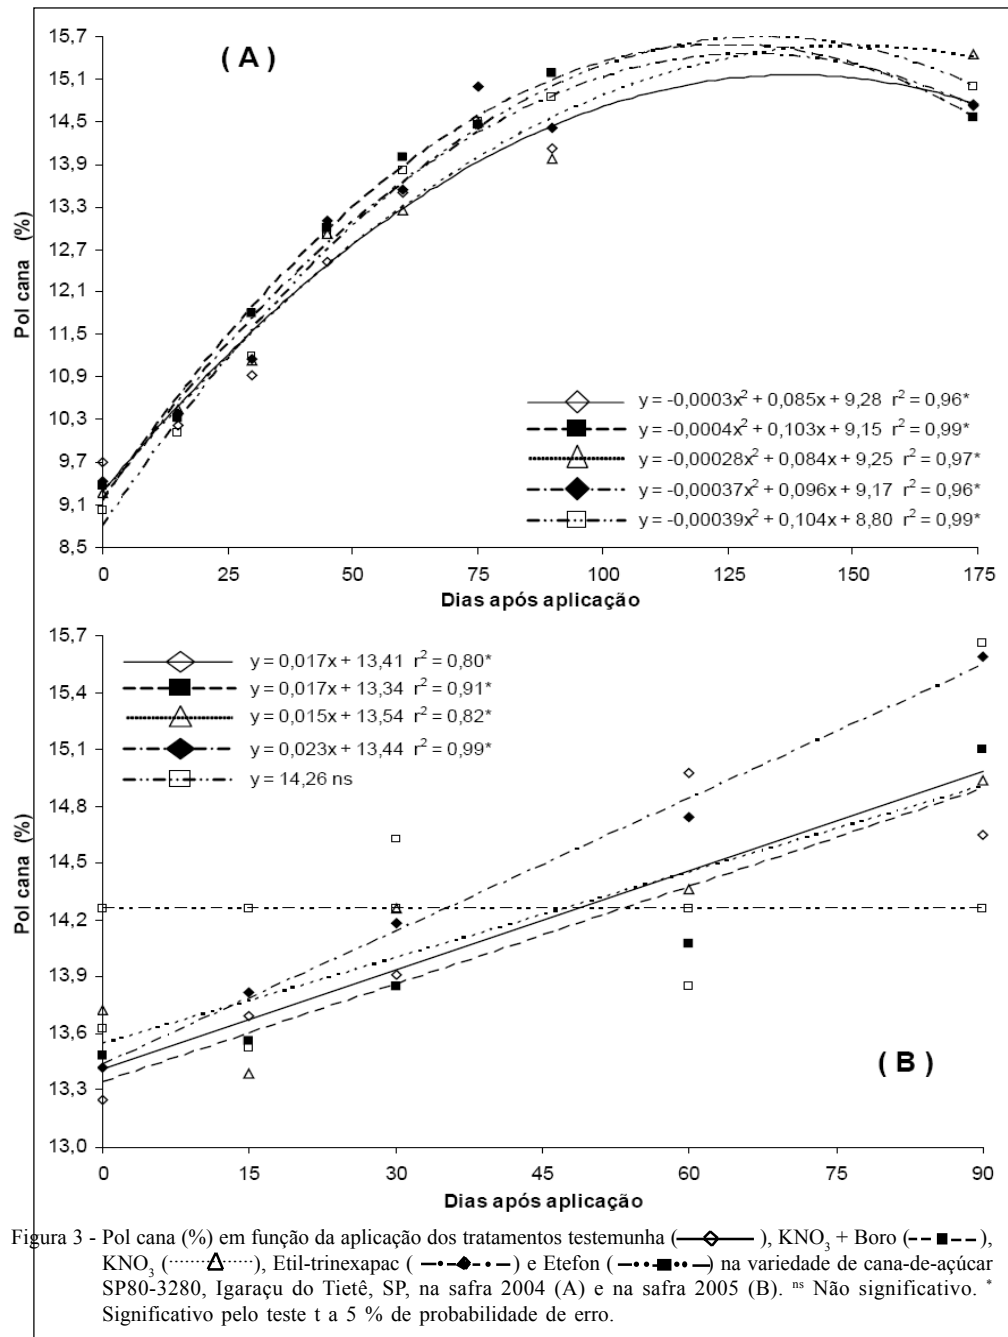 ( A )
Pol cana (%)
15,7
15,1
14,5
13,9
13,3
12,7
12,1
11,5
10,9
10,3
9,7
9,1
8,5
y = -0,0003x² + 0,085x + 9,28 r² = 0,96*
y = -0,0004x² + 0,103x + 9,15 r² = 0,99*
y = -0,00028x² + 0,084x + 9,25 r² = 0,97*
y = -0,00037x² + 0,096x + 9,17 r² = 0,96*
y = -0,00039x² + 0,104x + 8,80 r² = 0,99*
0 25 50 75 100 125 150 175
Dias após aplicação
Pol cana (%)
15,7
15,4
15,1
14,8
14,5
14,2
13,9
13,6
13,3
13,0
y = 0,017x + 13,41 r² = 0,80*
y = 0,017x + 13,34 r² = 0,91*
y = 0,015x + 13,54 r² = 0,82*
y = 0,023x + 13,44 r² = 0,99*
y = 14,26 ns
( B )
0 15 30 45 60 75 90
Dias após aplicação
Figura 3 - Pol cana (%) em função da aplicação dos tratamentos testemunha ( ), KNO₃ + Boro ( ),
KNO₃ ( ), Etil-trinexapac ( ) e Etefon ( ) na variedade de cana-de-açúcar
SP80-3280, Igaraçu do Tietê, SP, na safra 2004 (A) e na safra 2005 (B). ⁿˢ Não significativo. *
Significativo pelo teste t a 5 % de probabilidade de erro.